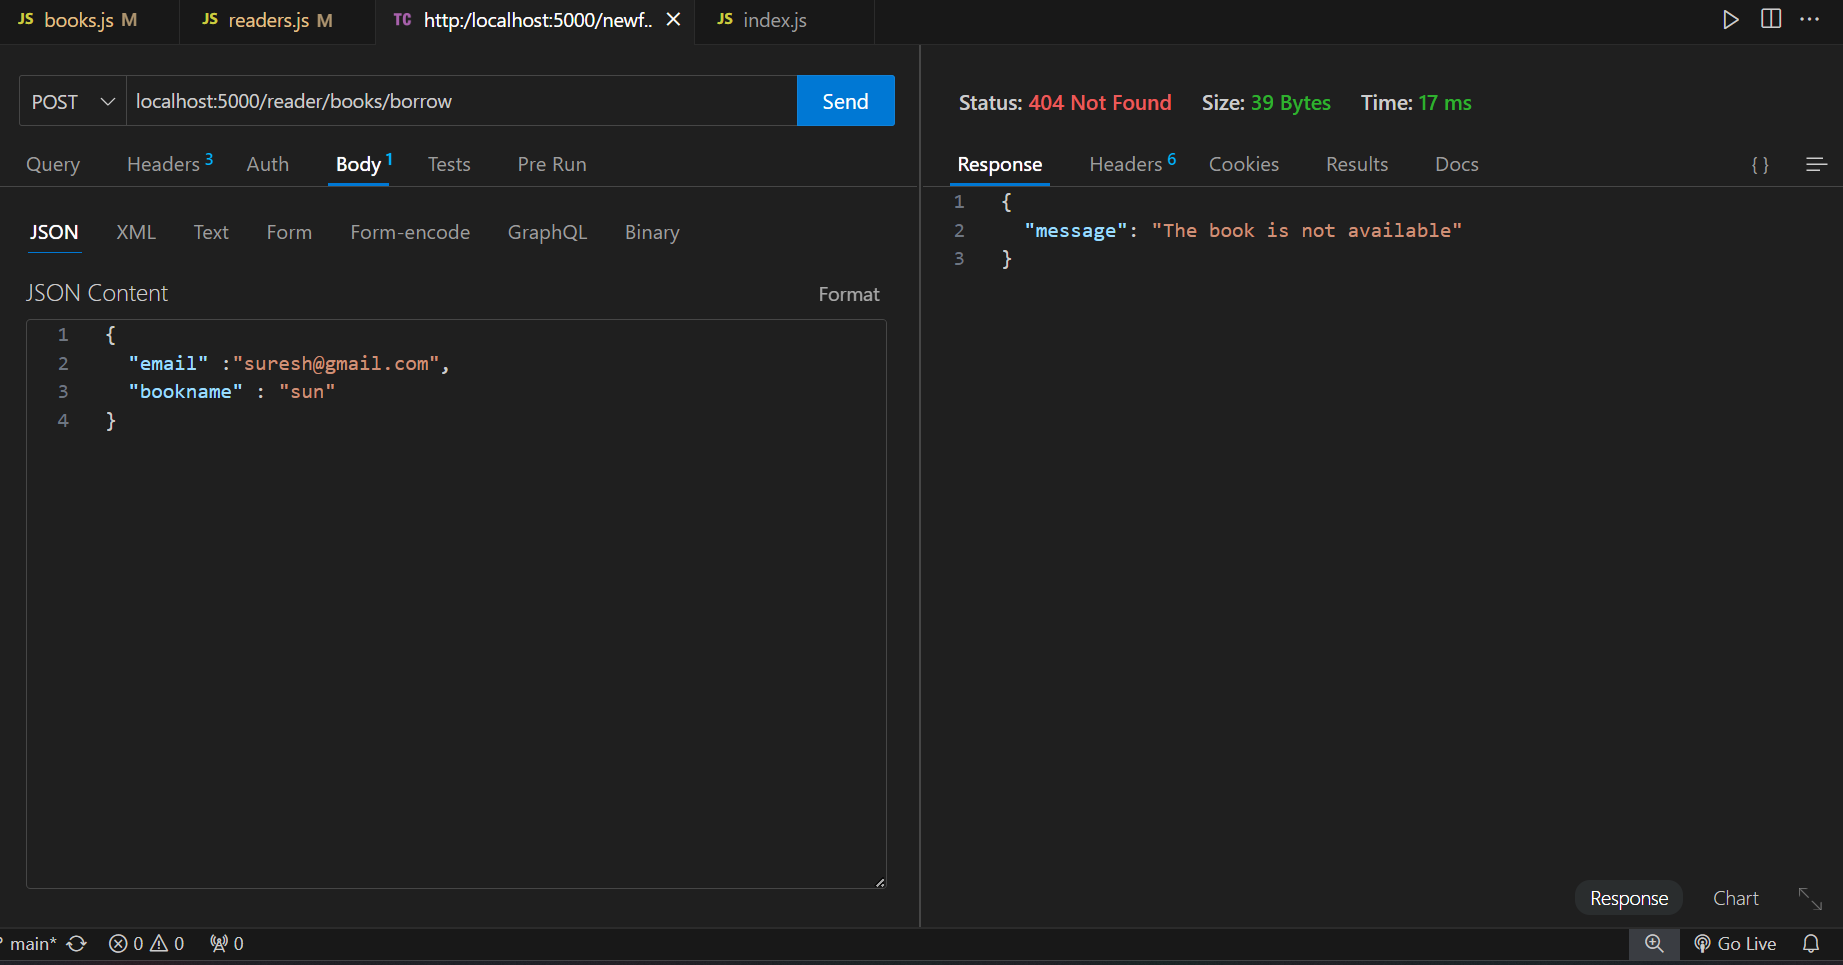 JS books.js M JS readers.js M TC http:/localhost:5000/newf.. JS index.js
POST localhost:5000/reader/books/borrow Send
Query Headers 3 Auth Body 1 Tests Pre Run
JSON XML Text Form Form-encode GraphQL Binary
JSON Content Format
1 {
2 "email" :"suresh@gmail.com",
3 "bookname" : "sun"
4 }
Status: 404 Not Found Size: 39 Bytes Time: 17 ms
Response Headers 6 Cookies Results Docs { }
1 {
2 "message": "The book is not available"
3 }
Response Chart
main* 0 0 0 Go Live